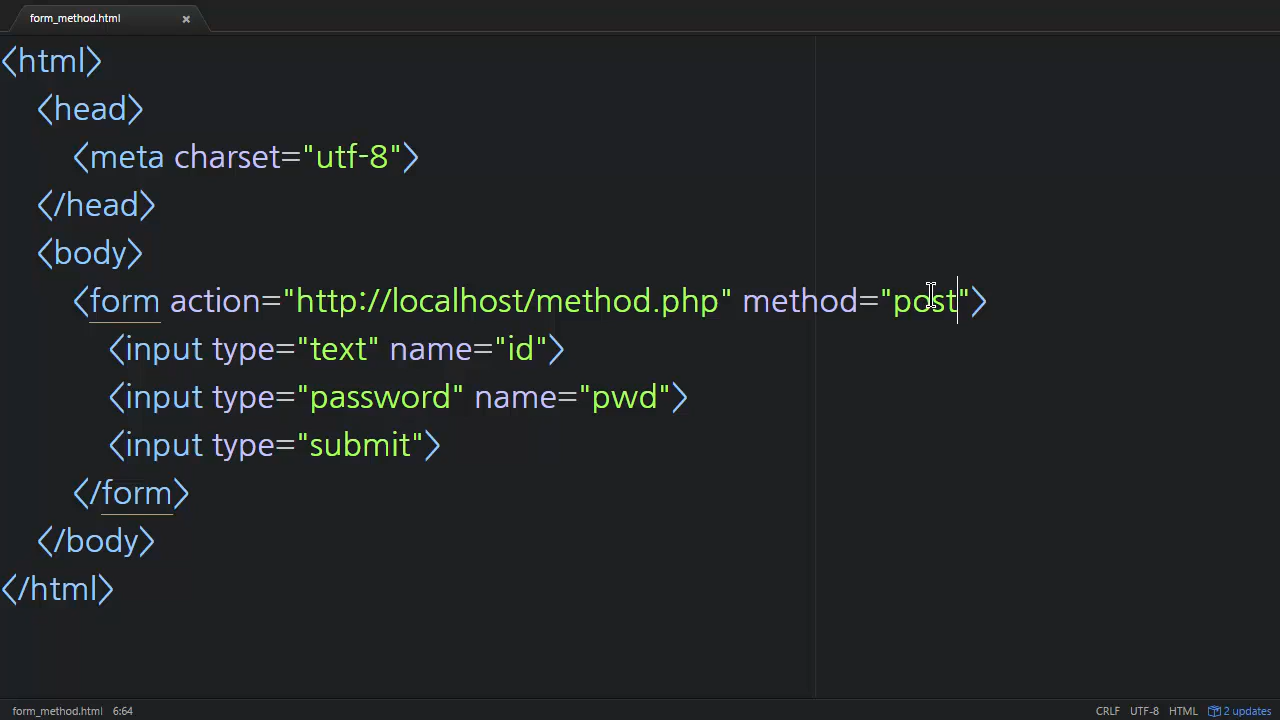 form_method.html ×
<html>
<head>
<meta charset="utf-8">
</head>
<body>
<form action="http://localhost/method.php" method="post">
<input type="text" name="id">
<input type="password" name="pwd">
<input type="submit">
</form>
</body>
</html>
form_method.html 6:64 CRLF UTF-8 HTML 2 updates